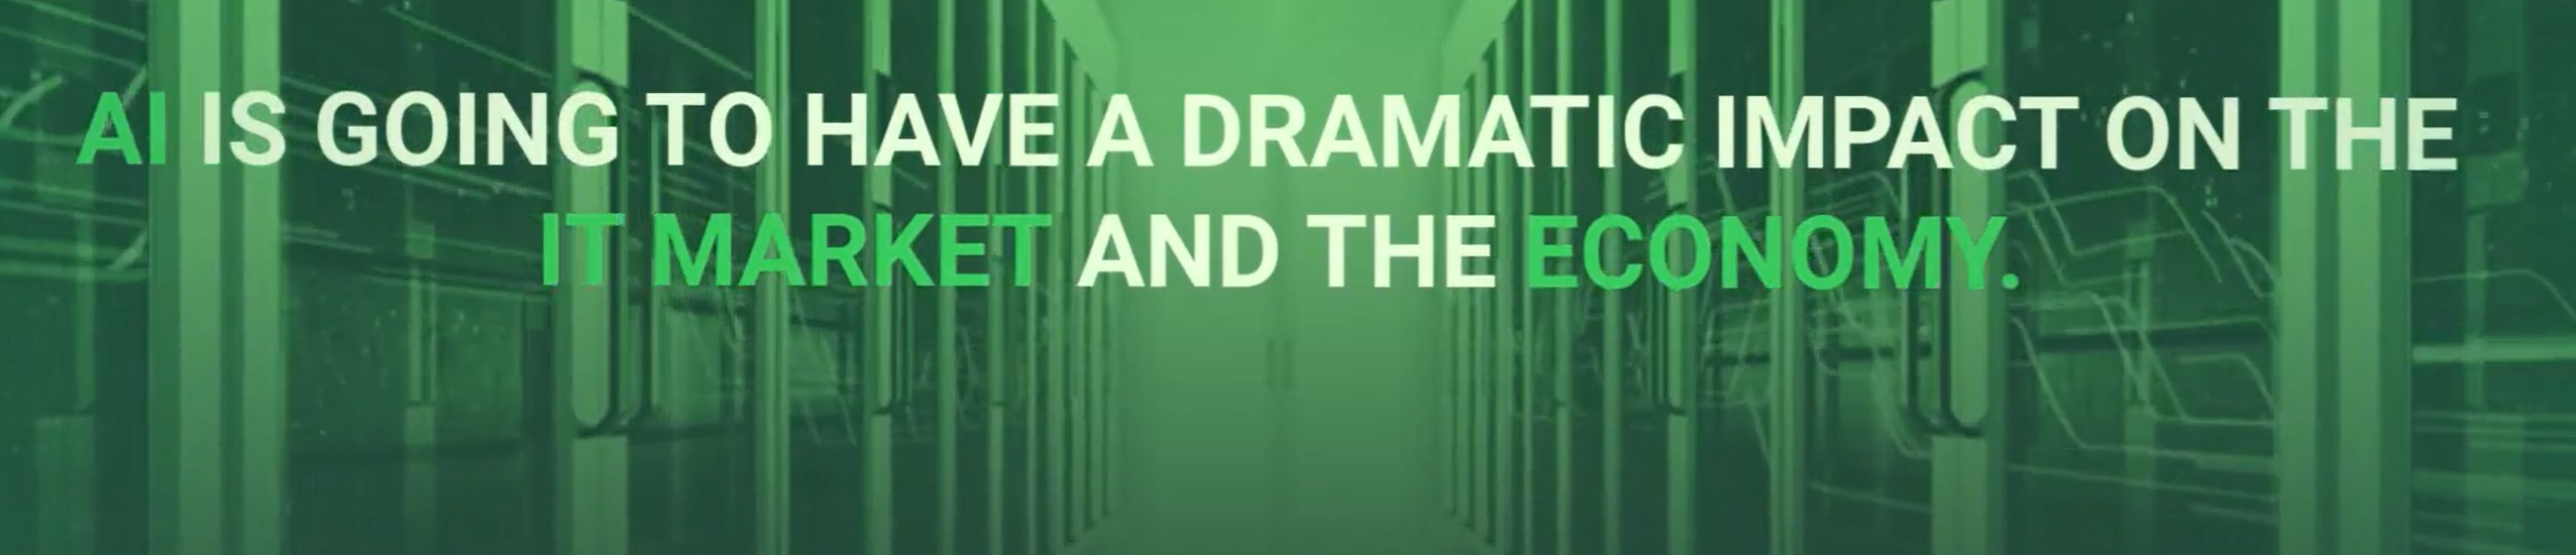 AI IS GOING TO HAVE A DRAMATIC IMPACT ON THE
IT MARKET AND THE ECONOMY.